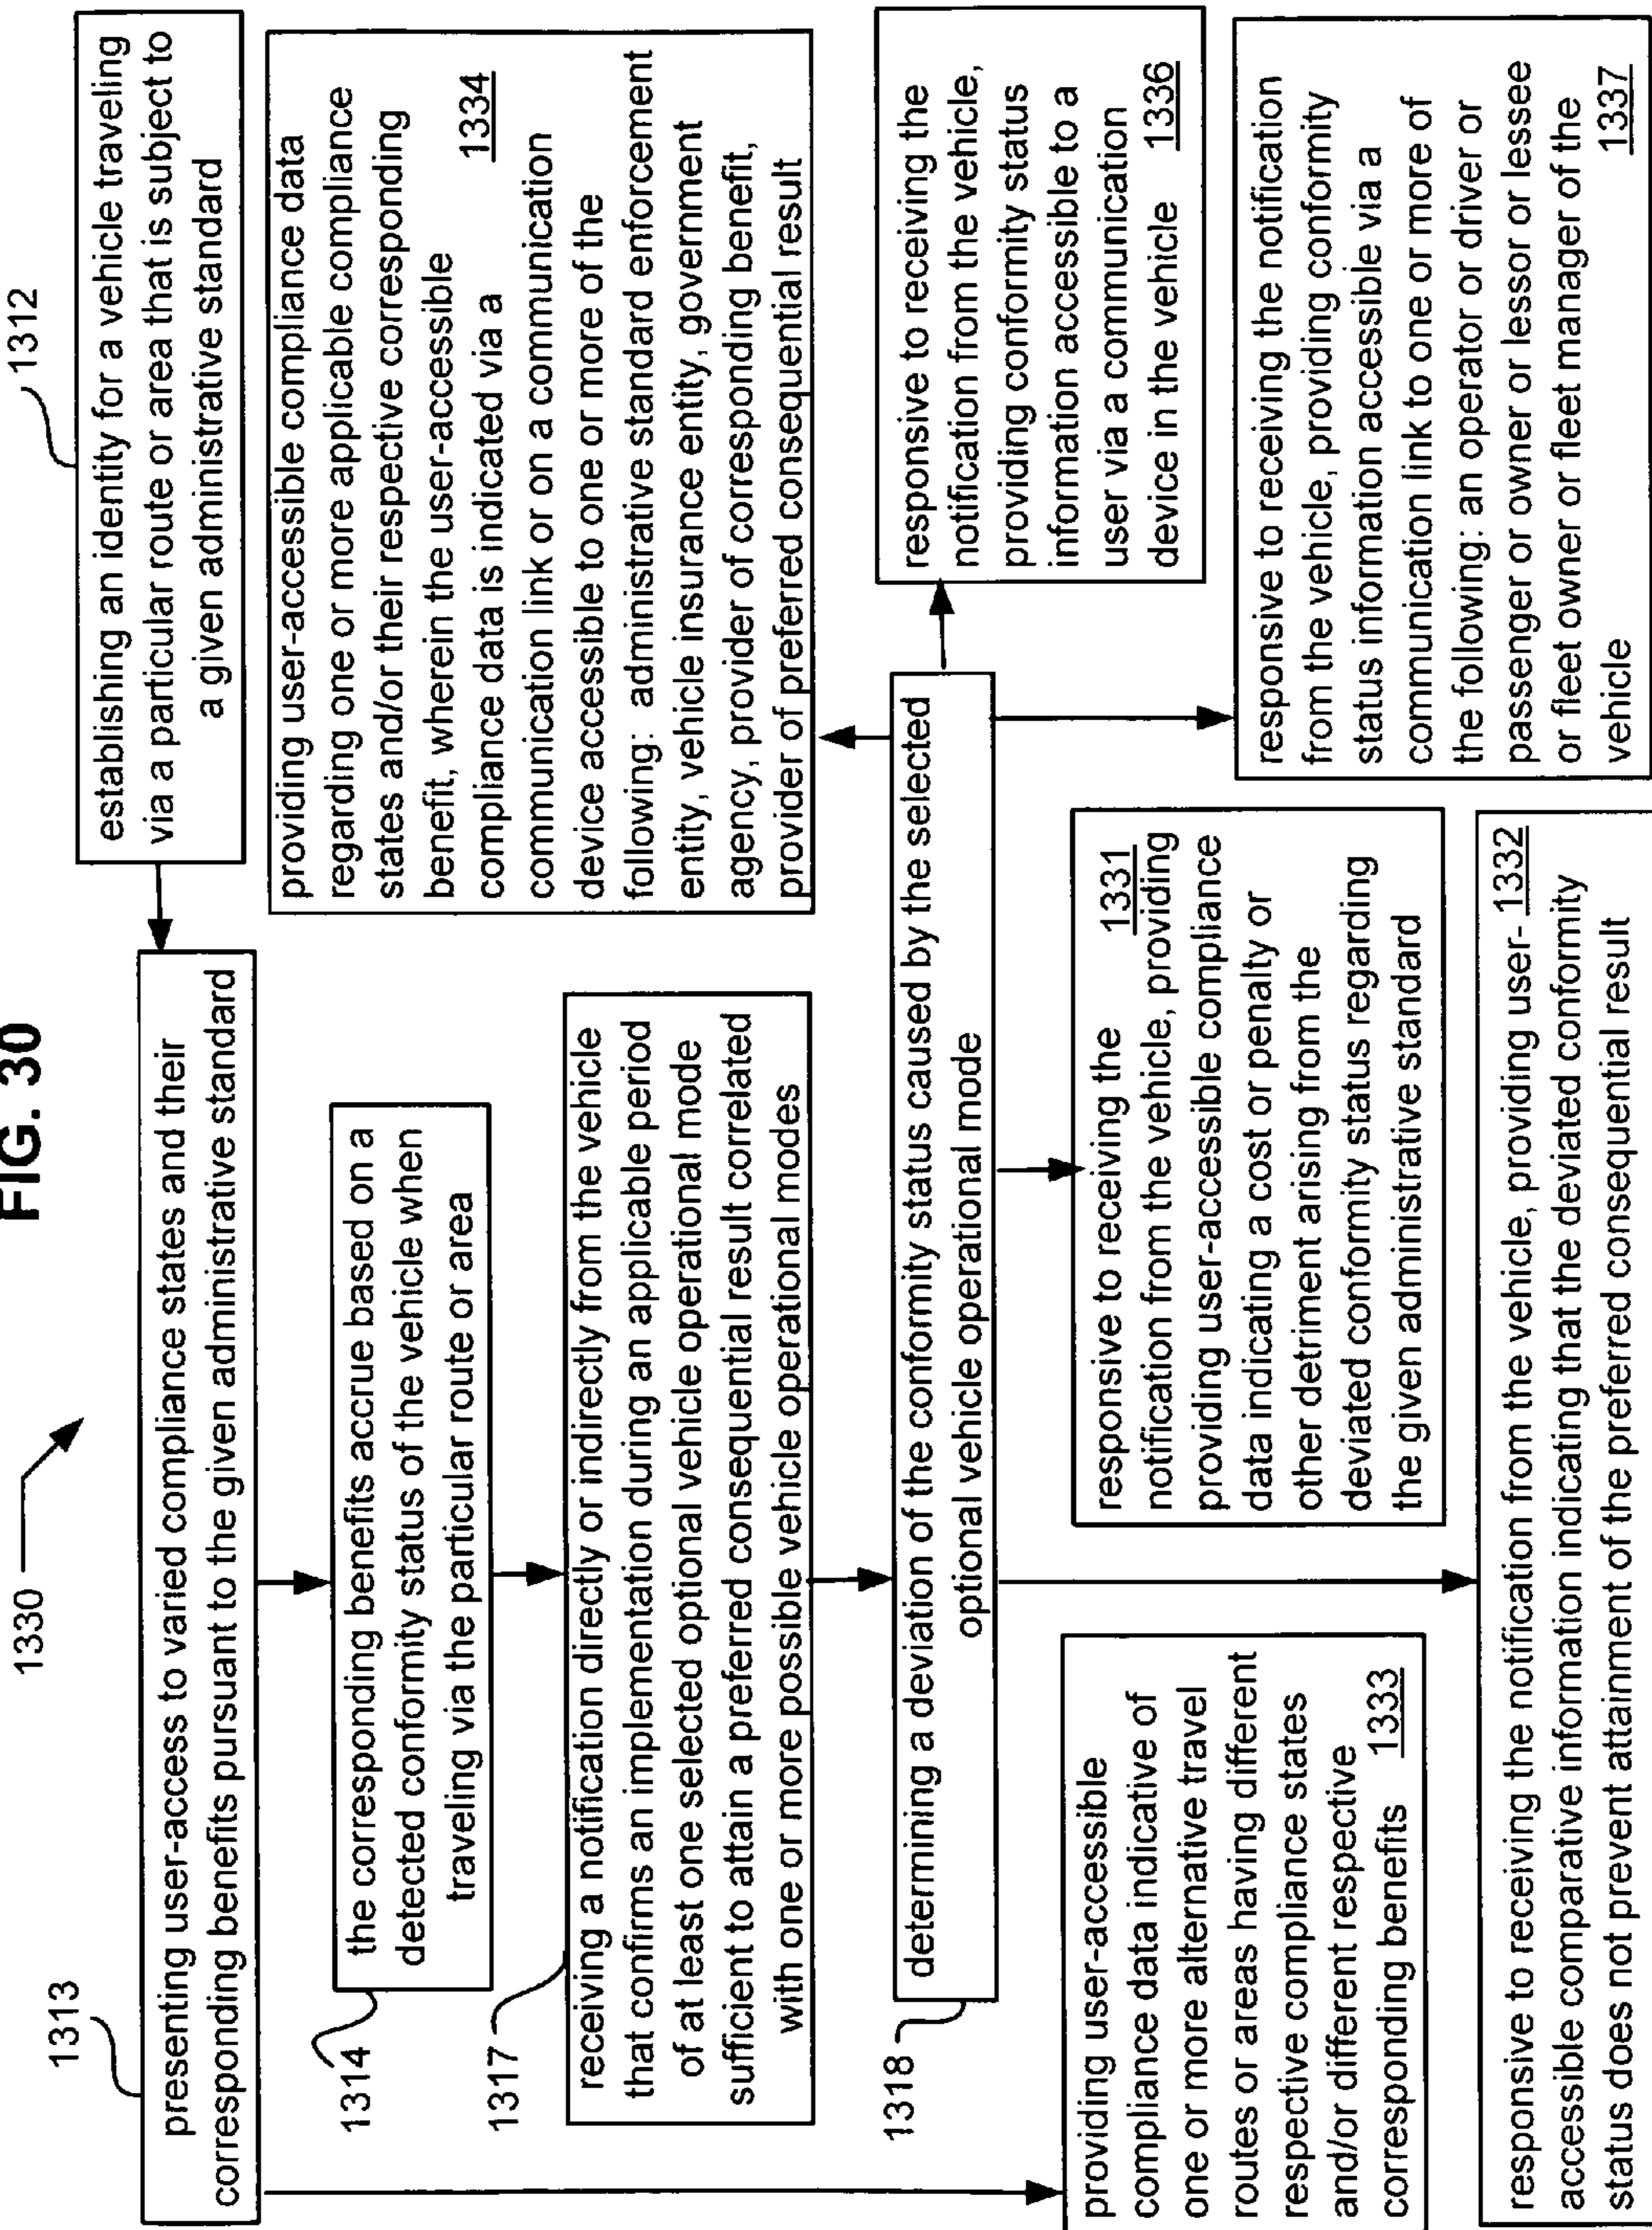 FIG. 30
1330
1312
establishing an identity for a vehicle traveling
via a particular route or area that is subject to
a given administrative standard
1313
presenting user-access to varied compliance states and their
corresponding benefits pursuant to the given administrative standard
1314
the corresponding benefits accrue based on a
detected conformity status of the vehicle when
traveling via the particular route or area
1317
receiving a notification directly or indirectly from the vehicle
that confirms an implementation during an applicable period
of at least one selected optional vehicle operational mode
sufficient to attain a preferred consequential result correlated
with one or more possible vehicle operational modes
providing user-accessible compliance data
regarding one or more applicable compliance
states and/or their respective corresponding
benefit, wherein the user-accessible
compliance data is indicated via a 1334
communication link or on a communication
device accessible to one or more of the
following: administrative standard enforcement
entity, vehicle insurance entity, government
agency, provider of corresponding benefit,
provider of preferred consequential result
1318
determining a deviation of the conformity status caused by the selected
optional vehicle operational mode
responsive to receiving the
notification from the vehicle,
providing conformity status
information accessible to a
user via a communication
device in the vehicle 1336
providing user-accessible
compliance data indicative of
one or more alternative travel
routes or areas having different
respective compliance states
and/or different respective
corresponding benefits 1333
responsive to receiving the 1331
notification from the vehicle, providing
providing user-accessible compliance
data indicating a cost or penalty or
other detriment arising from the
deviated conformity status regarding
the given administrative standard
responsive to receiving the notification
from the vehicle, providing conformity
status information accessible via a
communication link to one or more of
the following: an operator or driver or
passenger or owner or lessor or lessee
or fleet owner or fleet manager of the
vehicle 1337
responsive to receiving the notification from the vehicle, providing user- 1332
accessible comparative information indicating that the deviated conformity
status does not prevent attainment of the preferred consequential result